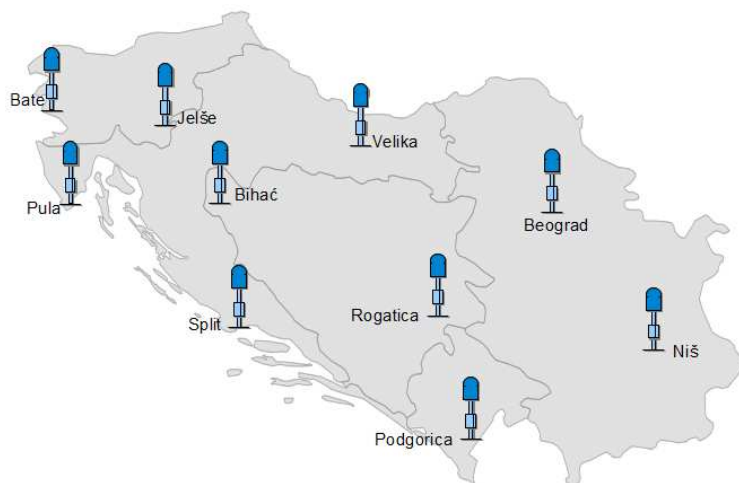 Bate
Jelše
Velika
Pula
Bihać
Beograd
Split
Rogatica
Niš
Podgorica